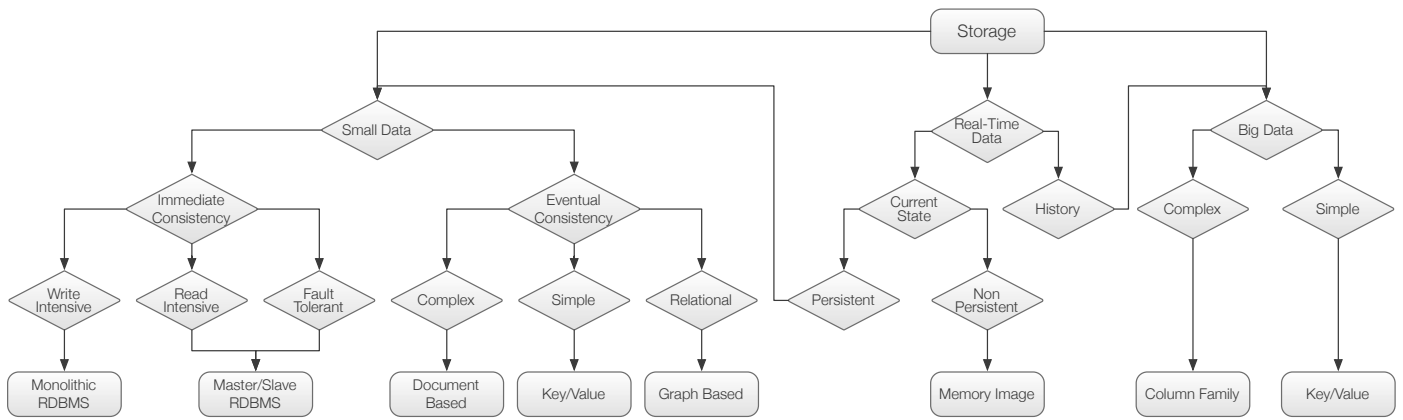 Storage
Small Data
Real-Time
Data
Big Data
Immediate
Consistency
Eventual
Consistency
Current
State
History
Complex
Simple
Write
Intensive
Read
Intensive
Fault
Tolerant
Complex
Simple
Relational
Persistent
Non
Persistent
Monolithic
RDBMS
Master/Slave
RDBMS
Document
Based
Key/Value
Graph Based
Memory Image
Column Family
Key/Value